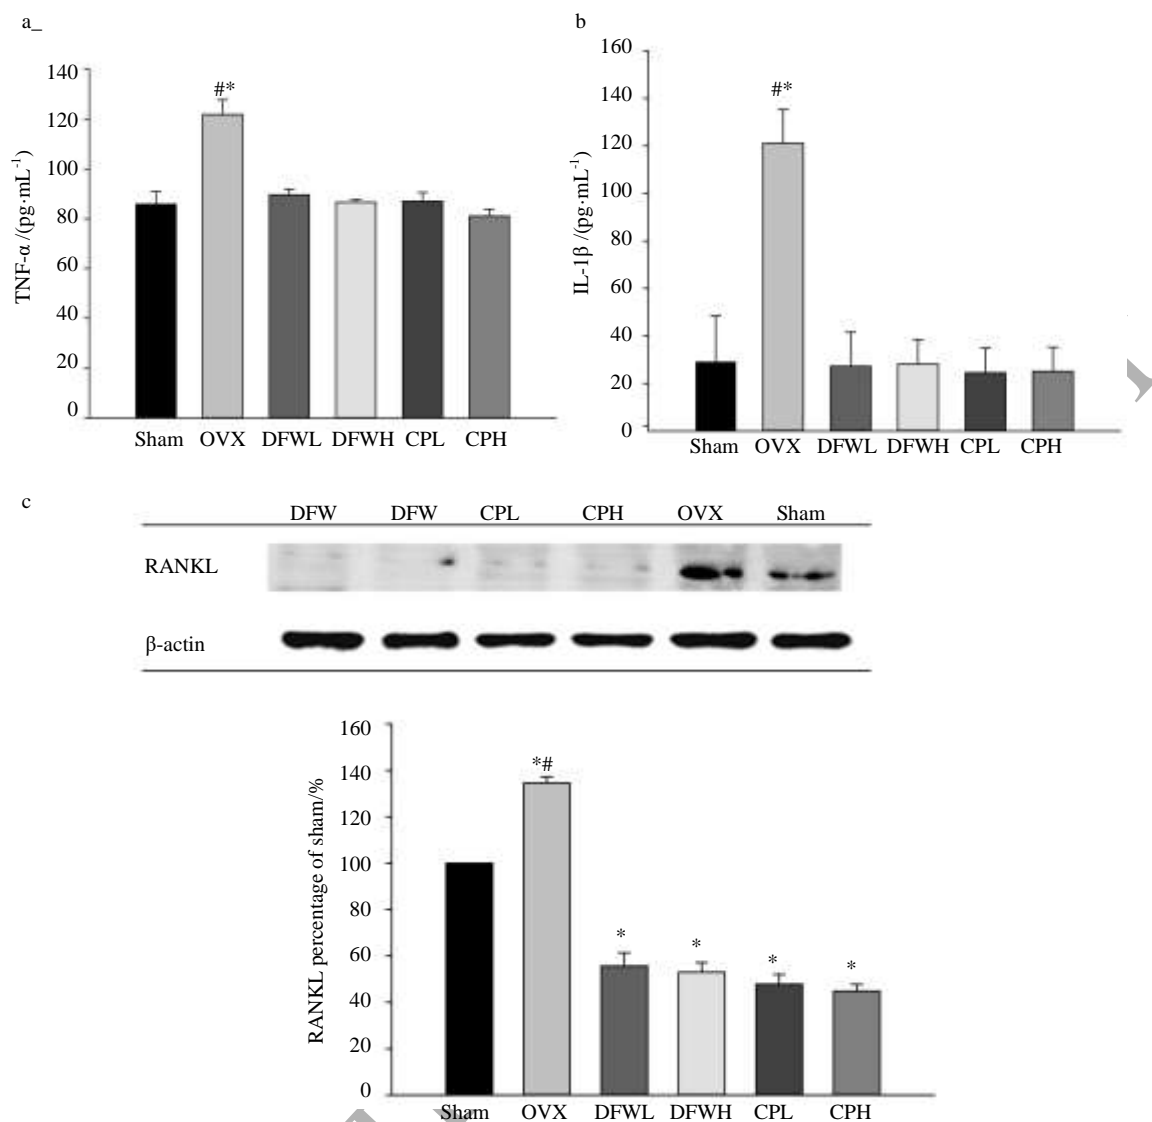 a_
140
120
100
80
60
40
20
0
TNF-α/(pg·mL⁻¹)
#*
Sham OVX DFWL DFWH CPL CPH
b
160
140
120
100
80
60
40
20
0
IL-1β/(pg·mL⁻¹)
#*
Sham OVX DFWL DFWH CPL CPH
c
DFW DFW CPL CPH OVX Sham
RANKL
β-actin
160
140
120
100
80
60
40
20
0
RANKL percentage of sham/%
*#
*
*
*
*
Sham OVX DFWL DFWH CPL CPH